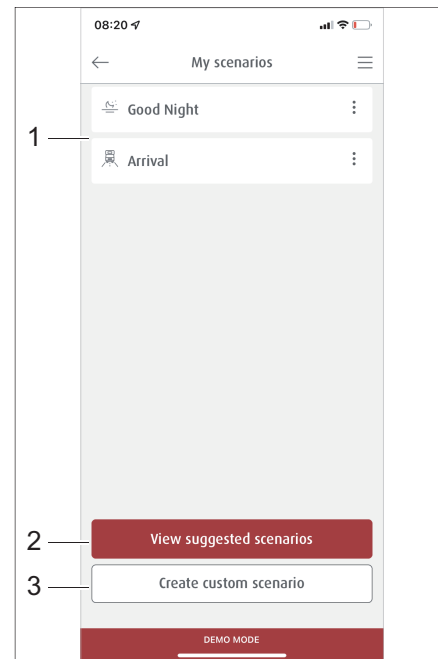 08:20
My scenarios
Good Night
1
Arrival
2
View suggested scenarios
3
Create custom scenario
DEMO MODE